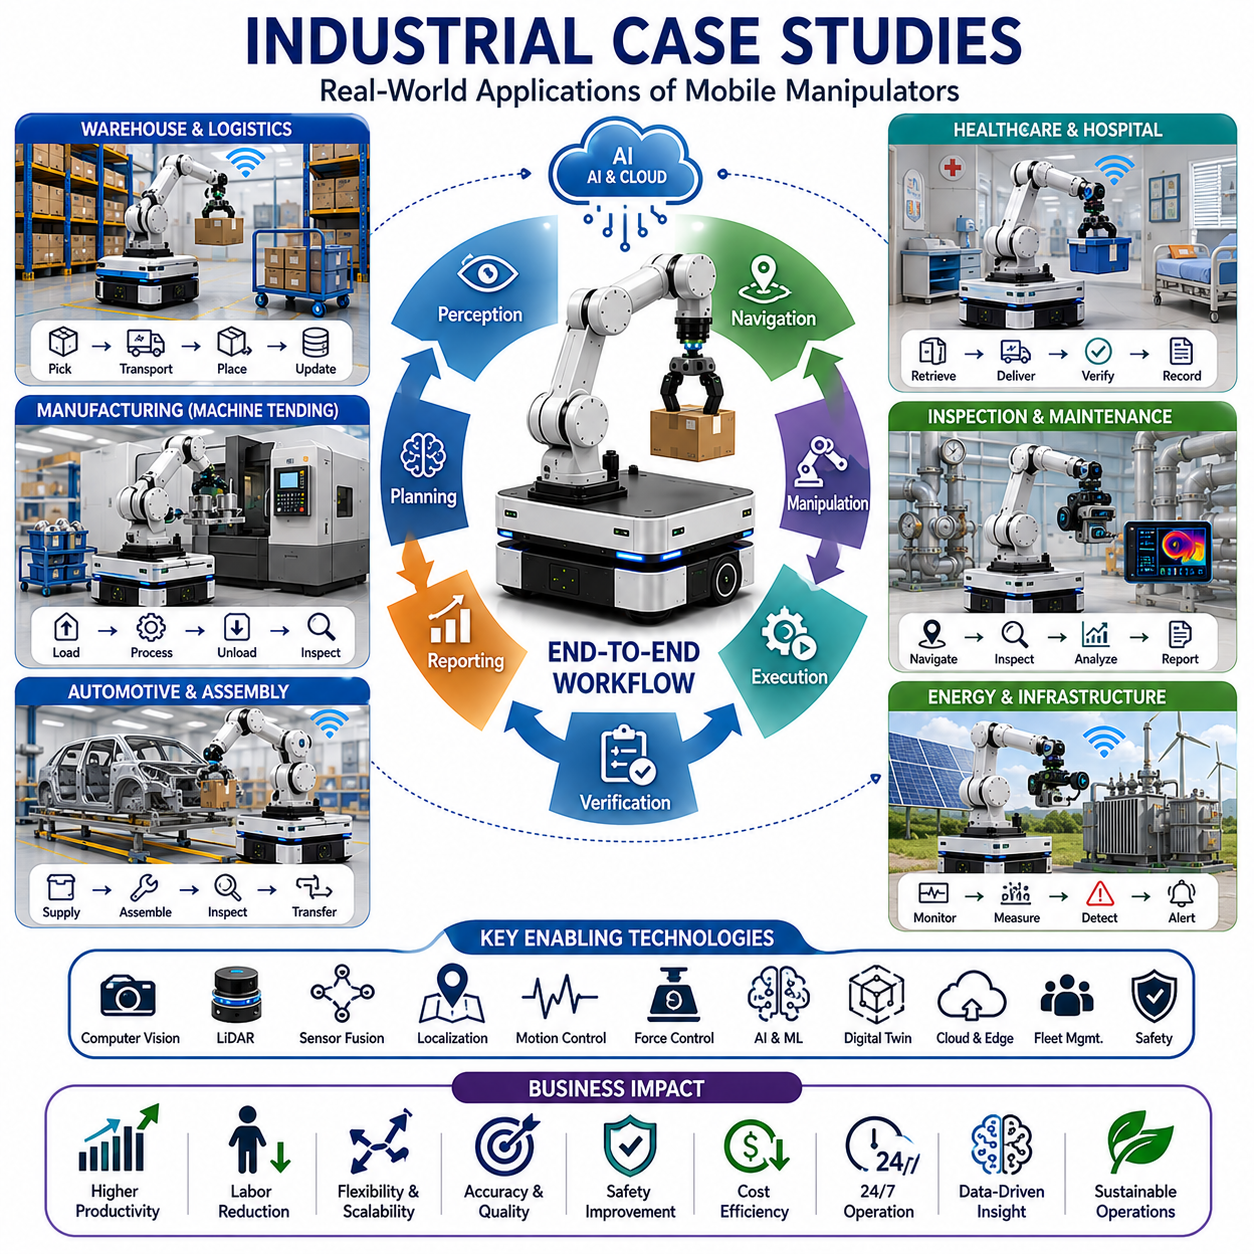 INDUSTRIAL CASE STUDIES
Real-World Applications of Mobile Manipulators
WAREHOUSE & LOGISTICS
Pick
Transport
Place
Update
MANUFACTURING (MACHINE TENDING)
Load
Process
Unload
Inspect
AUTOMOTIVE & ASSEMBLY
Supply
Assemble
Inspect
Transfer
AI
AI & CLOUD
Perception
Navigation
Planning
Manipulation
Reporting
Execution
Verification
END-TO-END
WORKFLOW
HEALTHCARE & HOSPITAL
Retrieve
Deliver
Verify
Record
INSPECTION & MAINTENANCE
Navigate
Inspect
Analyze
Report
ENERGY & INFRASTRUCTURE
Monitor
Measure
Detect
Alert
KEY ENABLING TECHNOLOGIES
Computer Vision
LiDAR
Sensor Fusion
Localization
Motion Control
Force Control
AI & ML
Digital Twin
Cloud & Edge
Fleet Mgmt.
Safety
BUSINESS IMPACT
Higher
Productivity
Labor
Reduction
Flexibility &
Scalability
Accuracy &
Quality
Safety
Improvement
$
Cost
Efficiency
24/7
24/7
Operation
Data-Driven
Insight
Sustainable
Operations